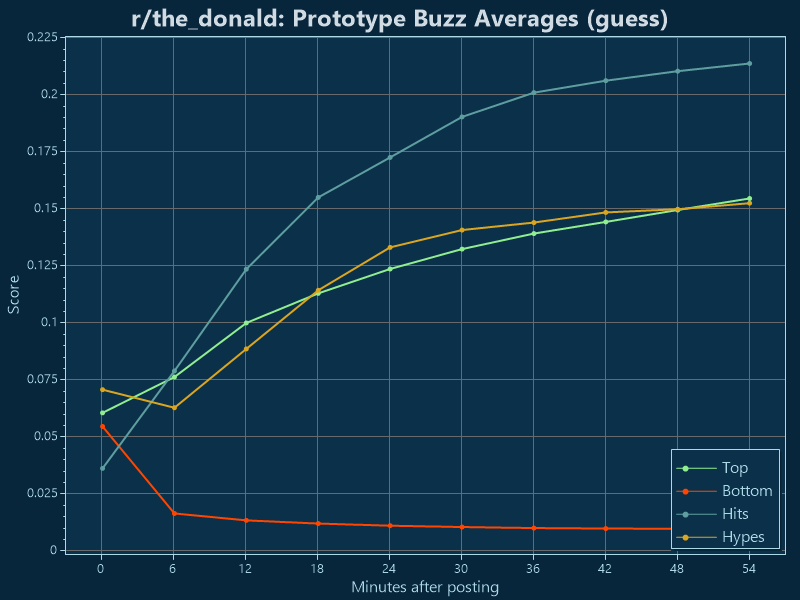 r/the_donald: Prototype Buzz Averages (guess)
0.225
0.2
0.175
0.15
0.125
0.1
0.075
0.05
0.025
0
Score
Top
Bottom
Hits
Hypes
0 6 12 18 24 30 36 42 48 54
Minutes after posting